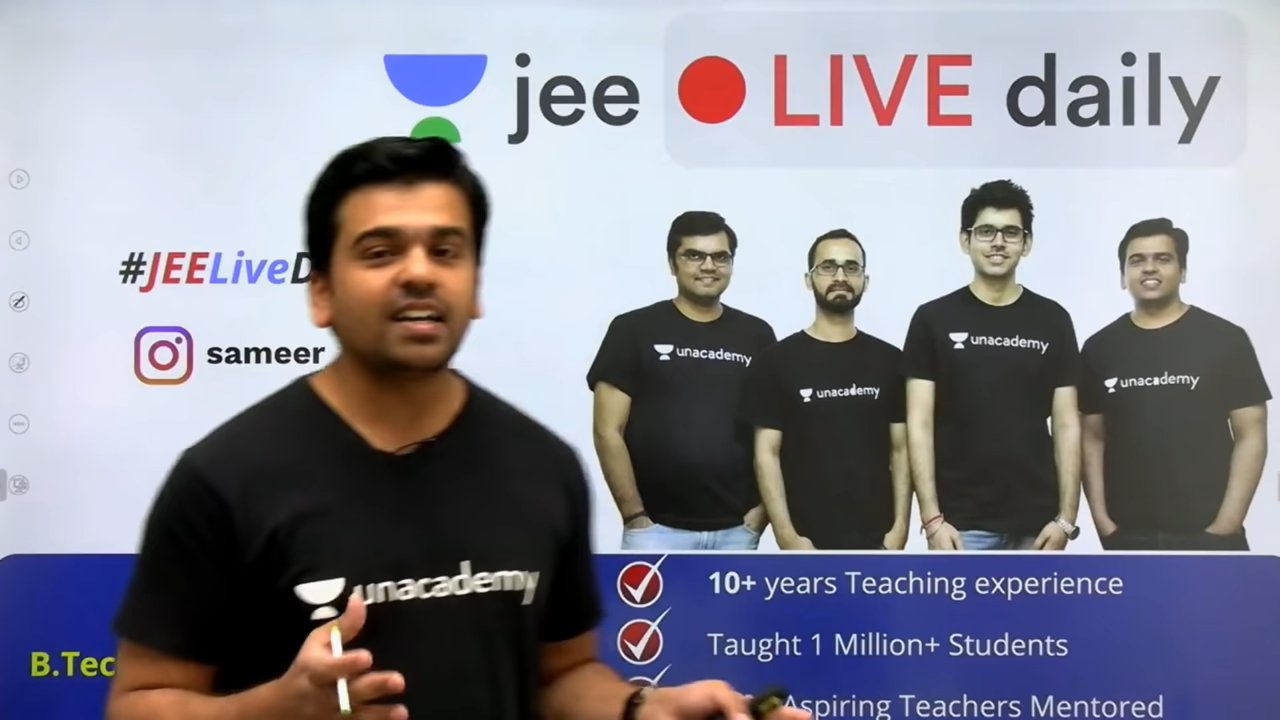 jee LIVE daily
#JEELiveD
sameer
unacademy
unacademy
unacademy
unacademy
unacademy
10+ years Teaching experience
Taught 1 Million+ Students
B.Tec
Aspiring Teachers Mentored